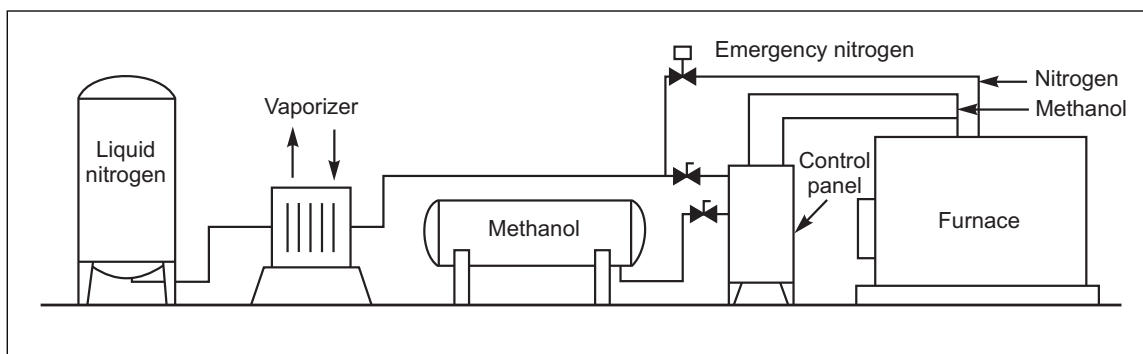 Emergency nitrogen
Nitrogen
Methanol
Vaporizer
Liquid
nitrogen
Control
panel
Methanol
Furnace